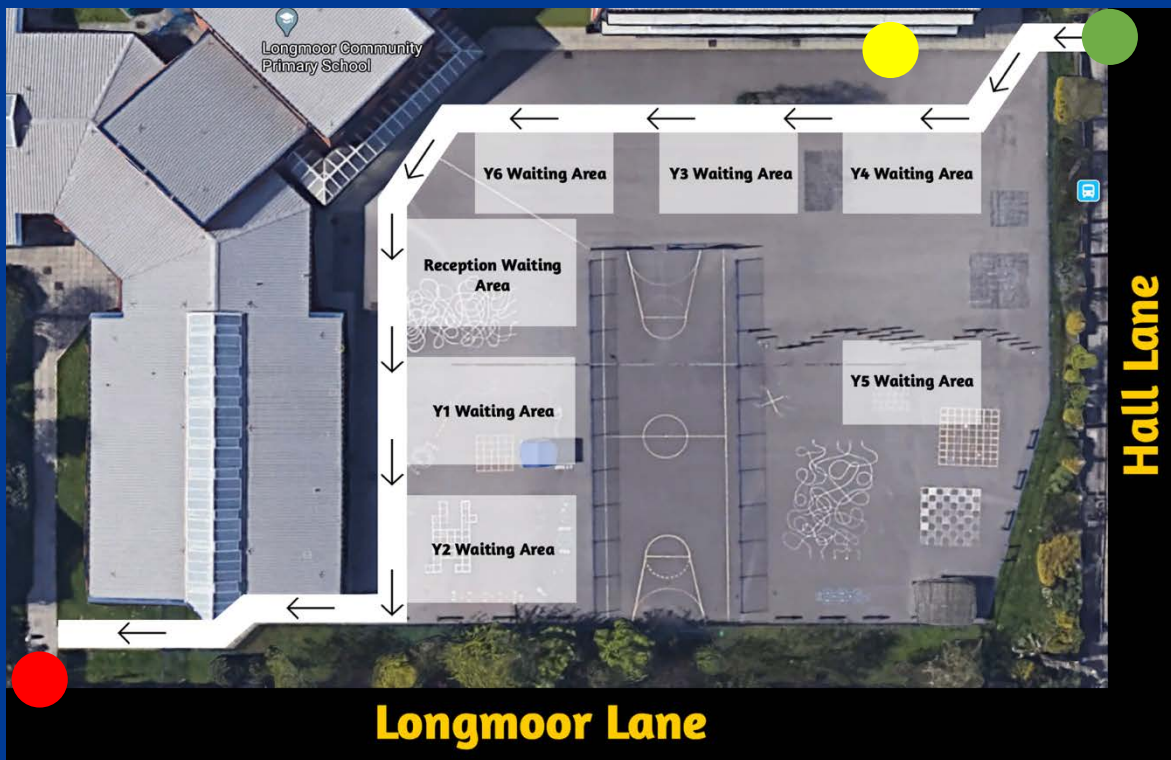 Longmoor Community
Primary School
Y6 Waiting Area
Y3 Waiting Area
Y4 Waiting Area
Reception Waiting
Area
Y5 Waiting Area
Y1 Waiting Area
Y2 Waiting Area
Hall Lane
Longmoor Lane